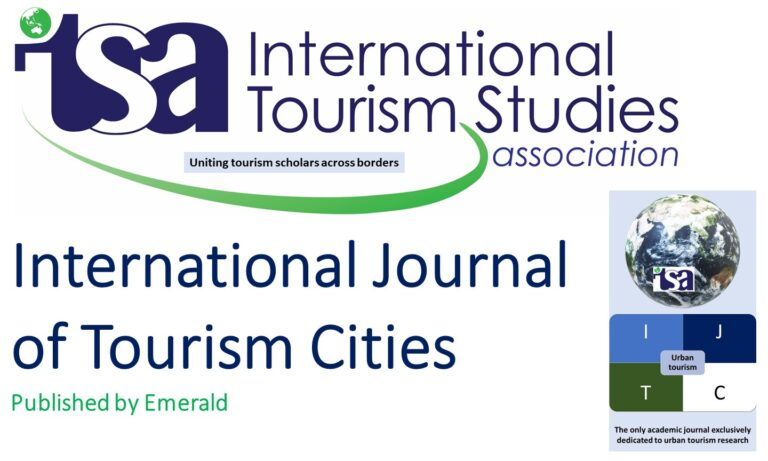 itsa International
Tourism Studies
association
Uniting tourism scholars across borders
International Journal
of Tourism Cities
Published by Emerald
itsa
I J
Urban
tourism
T C
The only academic journal exclusively
dedicated to urban tourism research